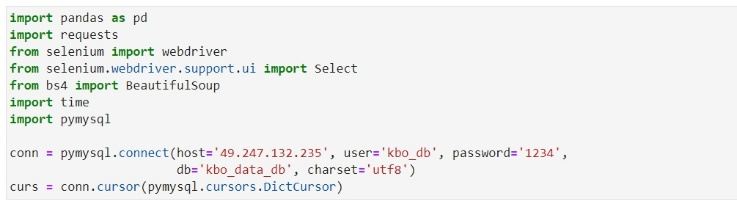 import pandas as pd
import requests
from selenium import webdriver
from selenium.webdriver.support.ui import Select
from bs4 import BeautifulSoup
import time
import pymysql

conn = pymysql.connect(host='49.247.132.235', user='kbo_db', password='1234',
                       db='kbo_data_db', charset='utf8')
curs = conn.cursor(pymysql.cursors.DictCursor)